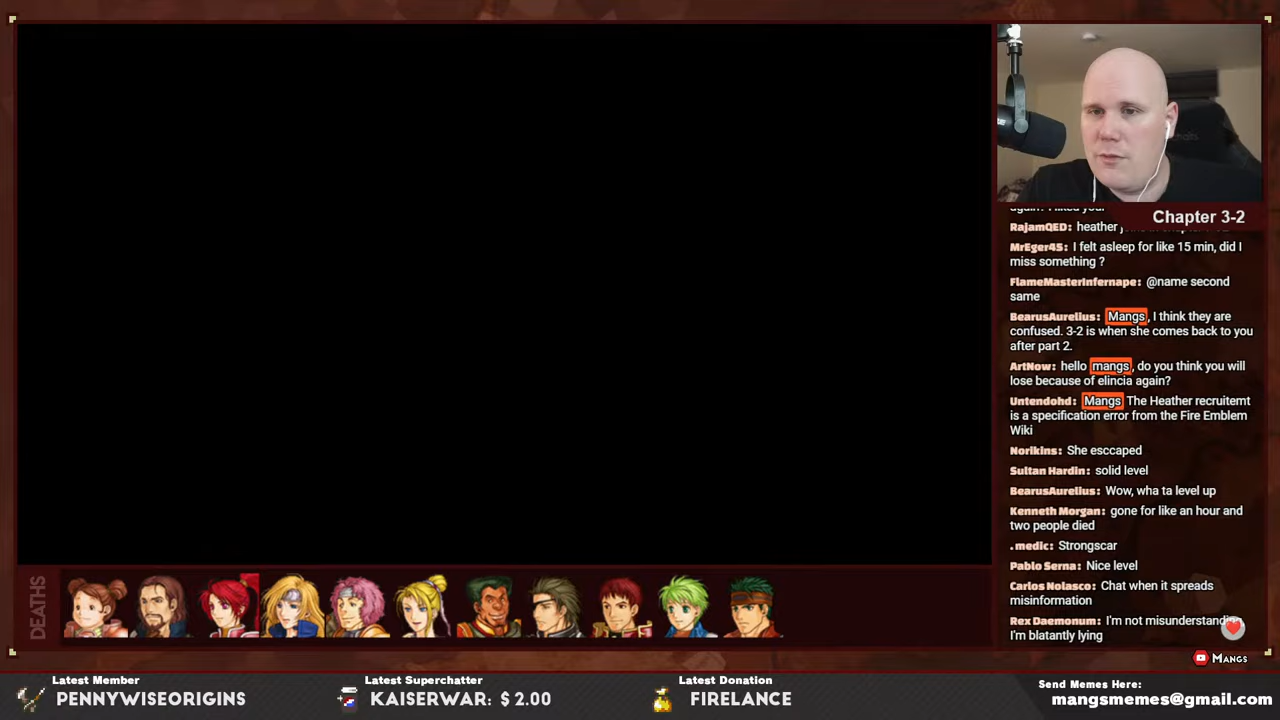 Chapter 3-2
again? I liked your
RajamQED: heather
MrEger45: I felt asleep for like 15 min, did I
miss something ?
FlameMasterInfernape: @name second
same
BearusAurelius: Mangs, I think they are
confused. 3-2 is when she comes back to you
after part 2.
ArtNow: hello mangs, do you think you will
lose because of elincia again?
Untendohd: Mangs The Heather recruitemt
is a specification error from the Fire Emblem
Wiki
Norikins: She esccaped
Sultan Hardin: solid level
BearusAurelius: Wow, wha ta level up
Kenneth Morgan: gone for like an hour and
two people died
.medic: Strongscar
Pablo Serna: Nice level
Carlos Nolasco: Chat when it spreads
misinformation
Rex Daemonum: I'm not misunderstandi
I'm blatantly lying
DEATHS
MANGS
Latest Member
PENNYWISEORIGINS
Latest Superchatter
KAISERWAR: $ 2.00
Latest Donation
FIRELANCE
Send Memes Here:
mangsmemes@gmail.com